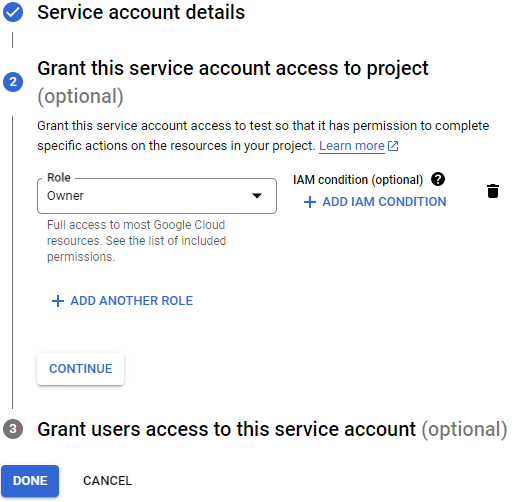 Service account details
2
Grant this service account access to project
(optional)
Grant this service account access to test so that it has permission to complete
specific actions on the resources in your project. Learn more
Role
Owner
IAM condition (optional) ?
+ ADD IAM CONDITION
Full access to most Google Cloud
resources. See the list of included
permissions.
+ ADD ANOTHER ROLE
CONTINUE
3
Grant users access to this service account (optional)
DONE CANCEL